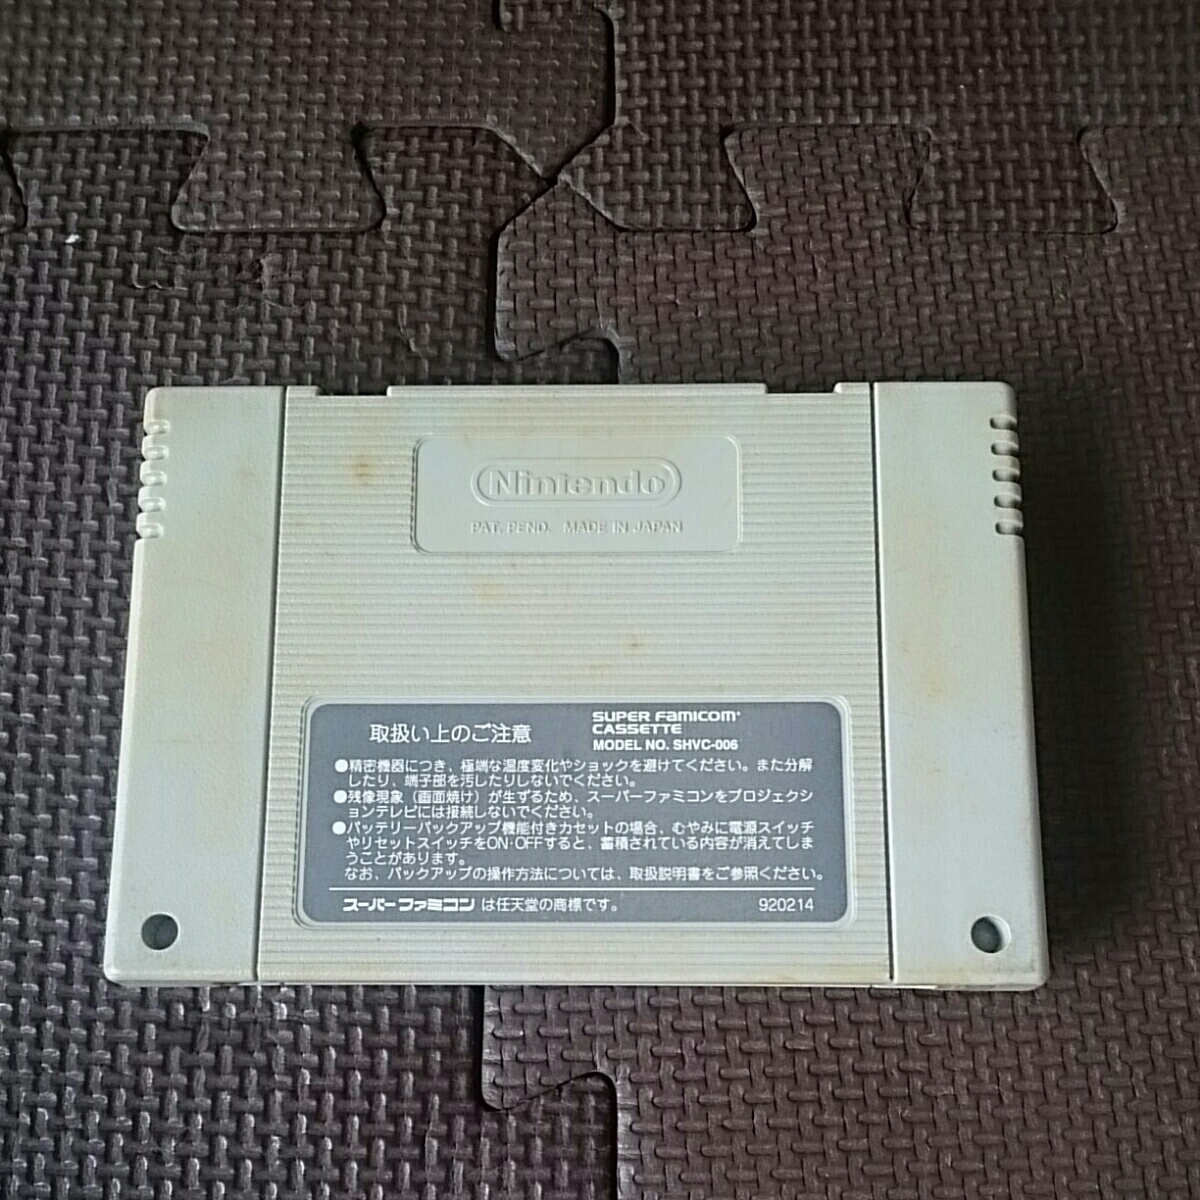 Nintendo
PAT. PEND. MADE IN JAPAN
取扱い上のご注意
SUPER FAMICOM
CASSETTE
MODEL NO. SHVC-006
●精密機器につき、極端な温度変化やショックを避けてください。また分解
したり、端子部を汚したりしないでください。
●残像現象（画面焼け）が生ずるため、スーパーファミコンをプロジェクシ
ョンテレビには接続しないでください。
●バッテリーバックアップ機能付きカセットの場合、むやみに電源スイッチ
やリセットスイッチをON・OFFすると、蓄積されている内容が消えてしま
うことがあります。
なお、バックアップの操作方法については、取扱説明書をご参照ください。
スーパーファミコンは任天堂の商標です。
920214